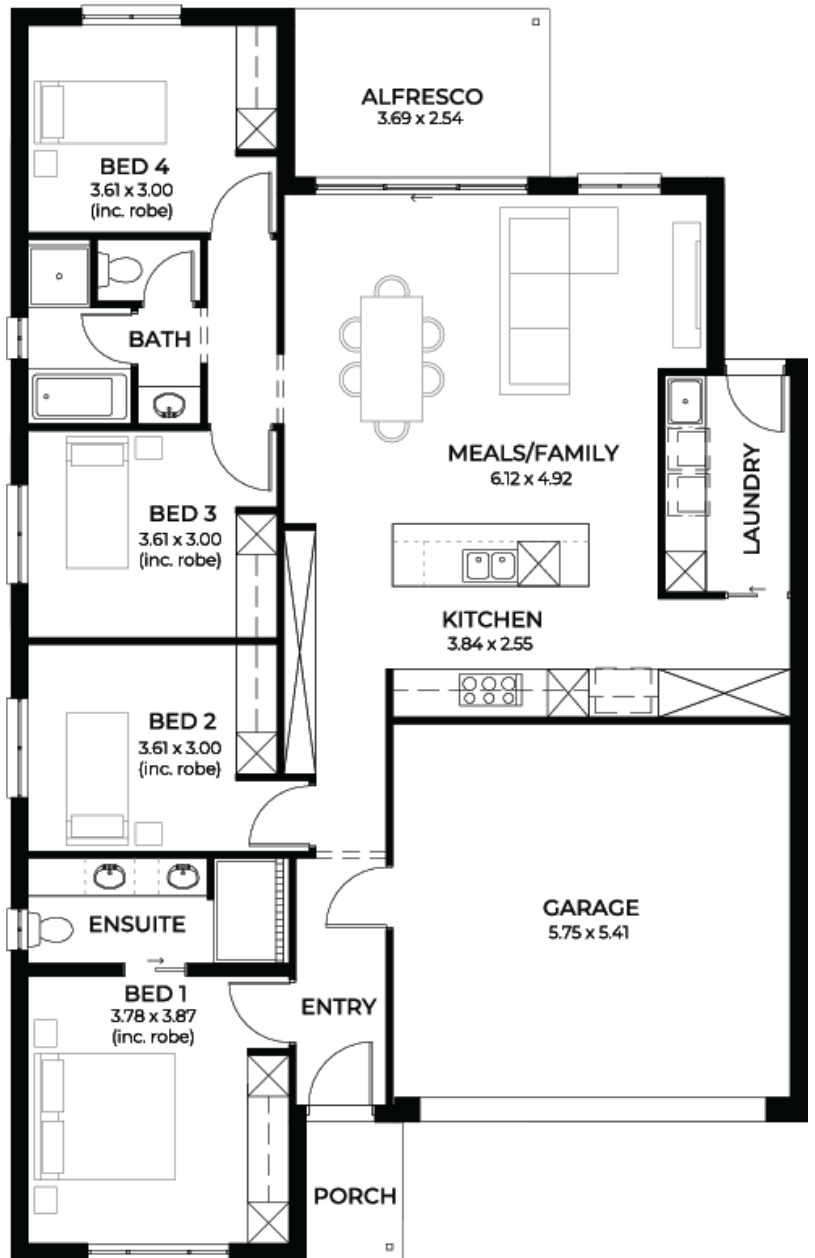 ALFRESCO
3.69 x 2.54
BED 4
3.61 x 3.00
(inc. robe)
BATH
MEALS/FAMILY
6.12 x 4.92
LAUNDRY
BED 3
3.61 x 3.00
(inc. robe)
KITCHEN
3.84 x 2.55
BED 2
3.61 x 3.00
(inc. robe)
ENSUITE
GARAGE
5.75 x 5.41
BED 1
3.78 x 3.87
(inc. robe)
ENTRY
PORCH